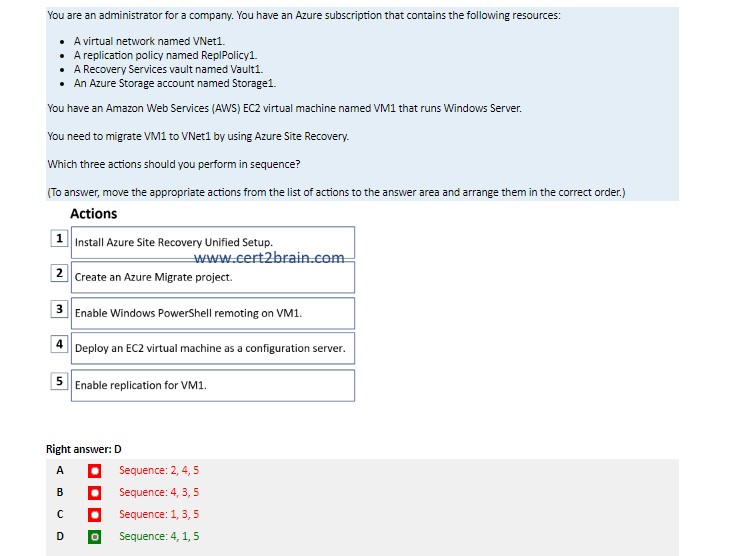 You are an administrator for a company. You have an Azure subscription that contains the following resources:
• A virtual network named VNet1.
• A replication policy named ReplPolicy1.
• A Recovery Services vault named Vault1.
• An Azure Storage account named Storage1.
You have an Amazon Web Services (AWS) EC2 virtual machine named VM1 that runs Windows Server.
You need to migrate VM1 to VNet1 by using Azure Site Recovery.
Which three actions should you perform in sequence?
(To answer, move the appropriate actions from the list of actions to the answer area and arrange them in the correct order.)
Actions
1 Install Azure Site Recovery Unified Setup.
www.cert2brain.com
2 Create an Azure Migrate project.
3 Enable Windows PowerShell remoting on VM1.
4 Deploy an EC2 virtual machine as a configuration server.
5 Enable replication for VM1.
Right answer: D
A Sequence: 2, 4, 5
B Sequence: 4, 3, 5
C Sequence: 1, 3, 5
D Sequence: 4, 1, 5